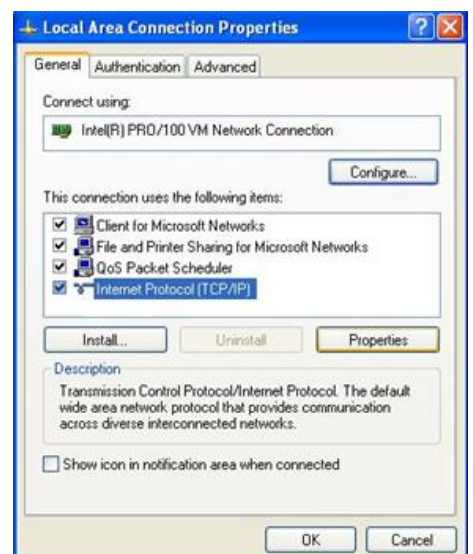 Local Area Connection Properties
General Authentication Advanced
Connect using:
Intel(R) PRO/100 VM Network Connection
Configure...
This connection uses the following items:
Client for Microsoft Networks
File and Printer Sharing for Microsoft Networks
QoS Packet Scheduler
Internet Protocol (TCP/IP)
Install... Uninstall Properties
Description
Transmission Control Protocol/Internet Protocol. The default
wide area network protocol that provides communication
across diverse interconnected networks.
Show icon in notification area when connected
OK Cancel